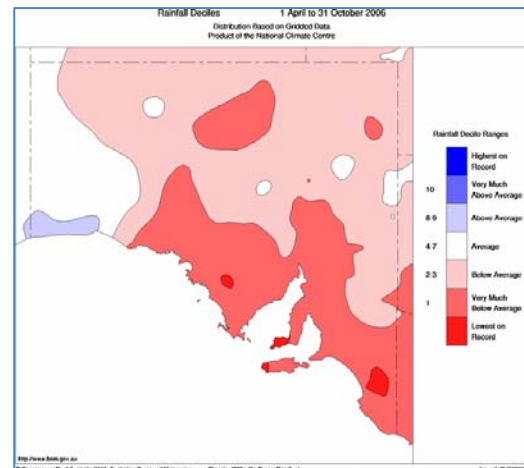 Rainfall Deciles 1 April to 31 October 2006
Distribution Based on Gridded Data
Product of the National Climate Centre
Rainfall Decile Ranges
Highest on
Record
10
Very Much
Above Average
8-9
Above Average
4-7
Average
2-3
Below Average
1
Very Much
Below Average
Lowest on
Record
http://www.bom.gov.au